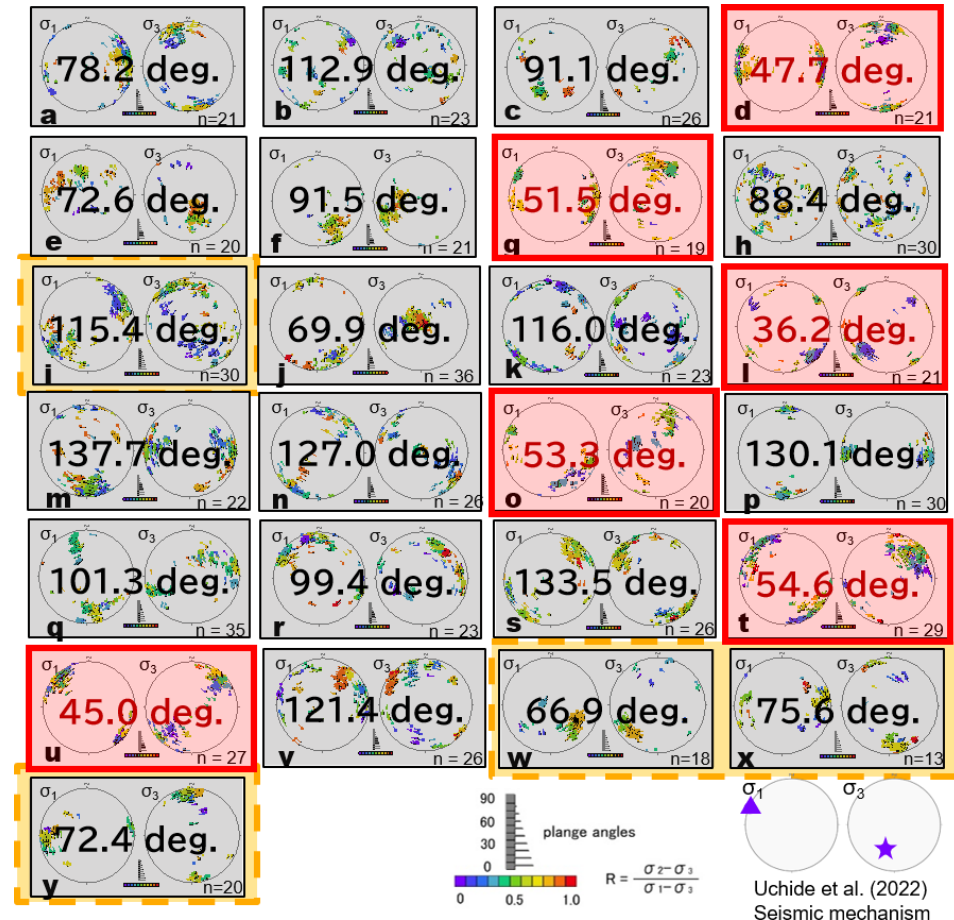 σ1 σ3 78.2 deg. a n=21
σ1 σ3 112.9 deg. b n=23
σ1 σ3 91.1 deg. c n=26
σ1 σ3 47.7 deg. d n=21
σ1 σ3 72.6 deg. e n = 20
σ1 σ3 91.5 deg. f n = 21
σ1 σ3 51.5 deg. g n = 19
σ1 σ3 88.4 deg. h n=30
σ1 σ3 115.4 deg. i n=30
σ1 σ3 69.9 deg. j n = 36
σ1 σ3 116.0 deg. k n = 23
σ1 σ3 36.2 deg. l n = 21
σ1 σ3 137.7 deg. m n = 22
σ1 σ3 127.0 deg. n n = 26
σ1 σ3 53.3 deg. o n = 20
σ1 σ3 130.1 deg. p n = 30
σ1 σ3 101.3 deg. q n = 35
σ1 σ3 99.4 deg. r n = 23
σ1 σ3 133.5 deg. s n = 26
σ1 σ3 54.6 deg. t n = 29
σ1 σ3 45.0 deg. u n = 27
σ1 σ3 121.4 deg. v n = 26
σ1 σ3 66.9 deg. w n=18
σ1 σ3 75.6 deg. x n=13
σ1 σ3 72.4 deg. y n=20
90
60
30
0
plange angles
0 0.5 1.0
R = σ2−σ3 / σ1−σ3
σ1 σ3
Uchide et al. (2022)
Seismic mechanism